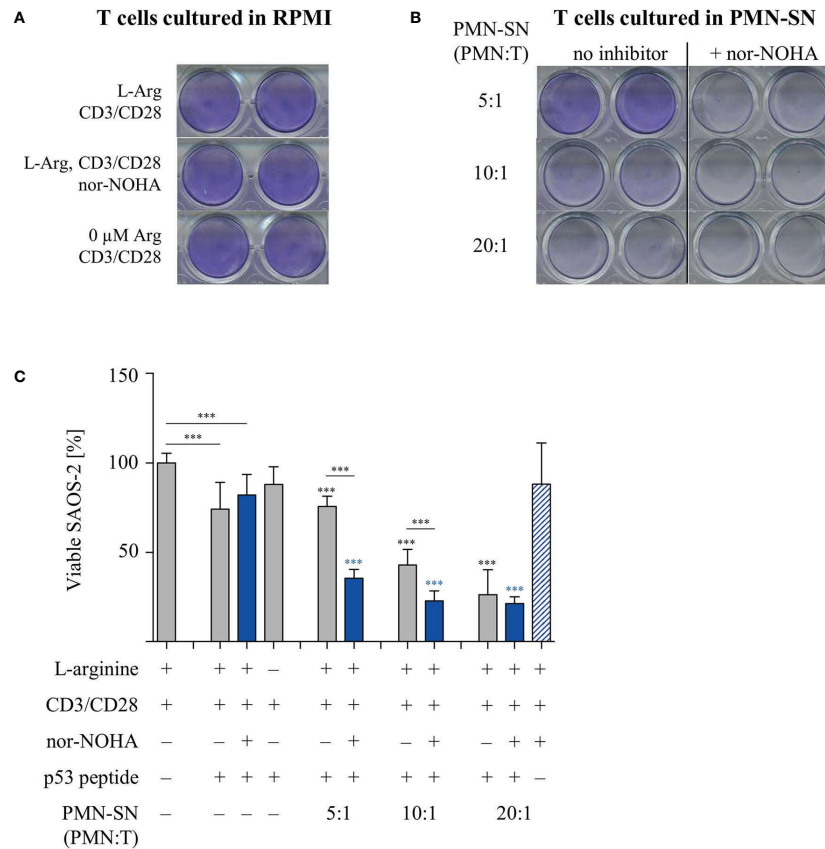 A
T cells cultured in RPMI
L-Arg
CD3/CD28
L-Arg, CD3/CD28
nor-NOHA
0 µM Arg
CD3/CD28
B
T cells cultured in PMN-SN
PMN-SN
(PMN:T)
no inhibitor
+ nor-NOHA
5:1
10:1
20:1
C
Viable SAOS-2 [%]
150
100
50
***
***
***
***
***
***
***
***
***
***
L-arginine + + + – + + + + + + +
CD3/CD28 + + + + + + + + + + +
nor-NOHA – – + – – + – + – + +
p53 peptide – + + + + + + + + + –
PMN-SN – – – – 5:1 10:1 20:1
(PMN:T)